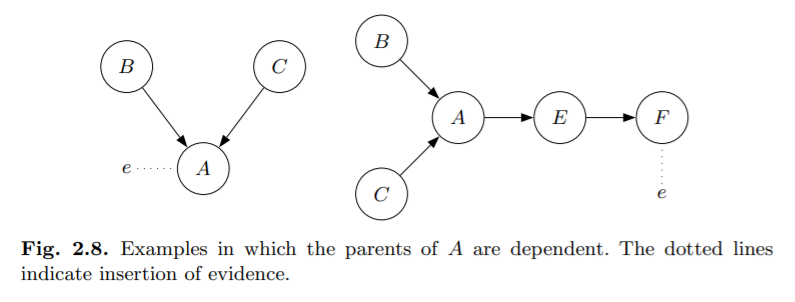 B
C
A
e
B
A
E
F
C
e
Fig. 2.8. Examples in which the parents of A are dependent. The dotted lines
indicate insertion of evidence.